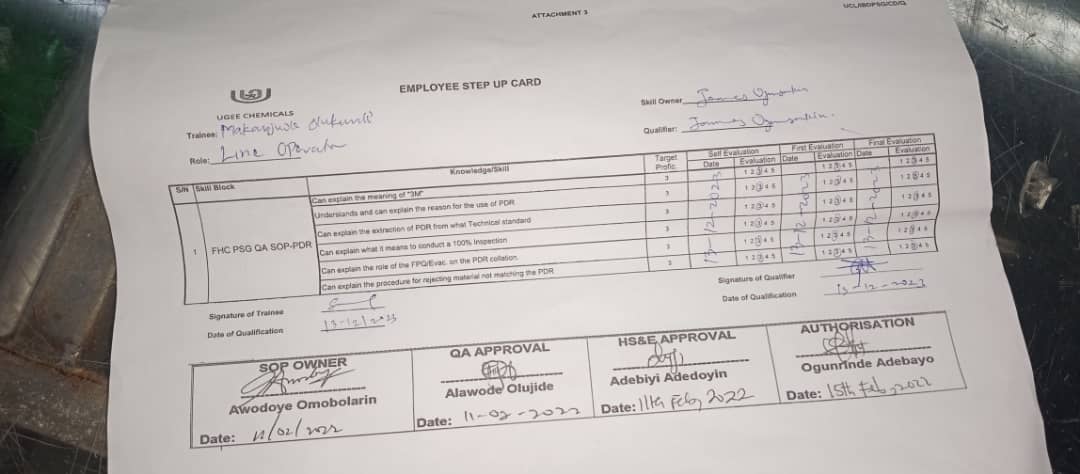 ATTACHMENT 3
EMPLOYEE STEP UP CARD
UGEE CHEMICALS
Trainee: Makanjuola Olukunle
Role: Line Operator
Skill Owner James
Qualifier: James
S/N Skill Block Knowledge/Skill Target Profic. Self Evaluation First Evaluation Final Evaluation
Date Evaluation Date Evaluation Date Evaluation
1 FHC PSG QA SOP-PDR
13-12-2023 13-12-2023 13-12-2023
Can explain the meaning of "3M" 3 1 2 3 4 5 1 2 3 4 5 1 2 3 4 5
Understands and can explain the reason for the use of PDR 3 1 2 3 4 5 1 2 3 4 5 1 2 3 4 5
Can explain the extraction of PDR from what Technical standard 3 1 2 3 4 5 1 2 3 4 5 1 2 3 4 5
Can explain what it means to conduct a 100% Inspection 3 1 2 3 4 5 1 2 3 4 5 1 2 3 4 5
Can explain the role of the FPQ/Evac. on the PDR collation 3 1 2 3 4 5 1 2 3 4 5 1 2 3 4 5
Can explain the procedure for rejecting material not matching the PDR 3 1 2 3 4 5 1 2 3 4 5 1 2 3 4 5
Signature of Trainee
Date of Qualification 13-12/2023
Signature of Qualifier
Date of Qualification 13-12-2023
SOP OWNER
Awodoye Omobolarin
Date: /02/2022
QA APPROVAL
Alawode Olujide
Date: 11-02-2022
HS&E APPROVAL
Adebiyi Adedoyin
Date: 11th Feb, 2022
AUTHORISATION
Ogunrinde Adebayo
Date: 15th Feb, 2022